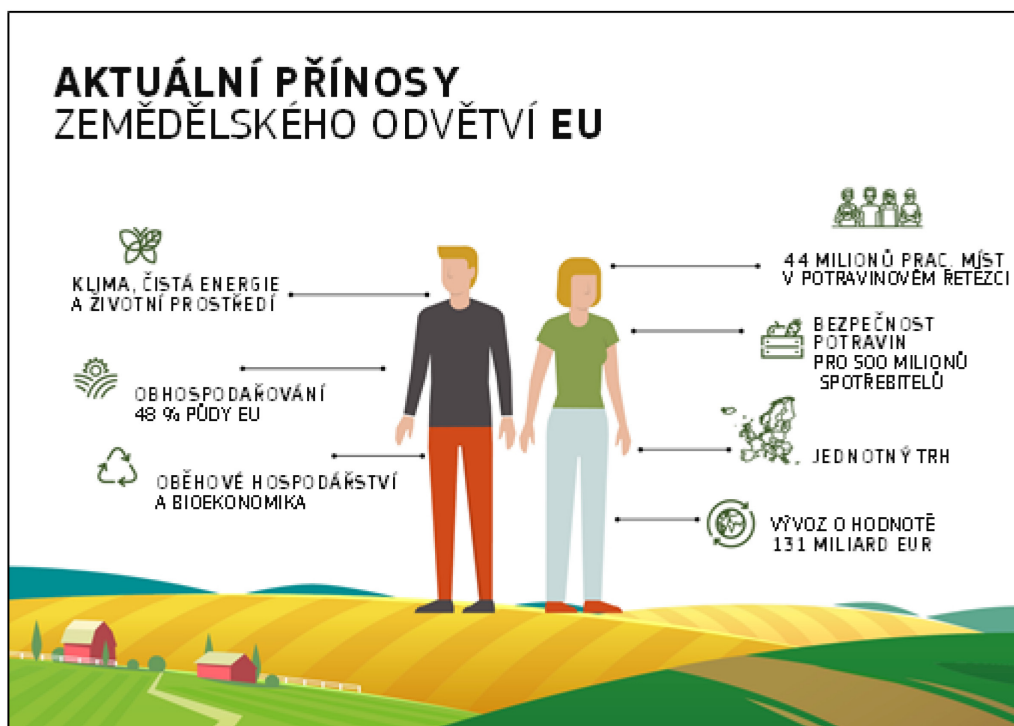 AKTUÁLNÍ PŘÍNOSY
ZEMĚDĚLSKÉHO ODVĚTVÍ EU
KLIMA, ČISTÁ ENERGIE
A ŽIVOTNÍ PROSTŘEDÍ
OBHOSPODAŘOVÁNÍ
48 % PŮDY EU
OBĚHOVÉ HOSPODÁŘSTVÍ
A BIOEKONOMIKA
44 MILIONŮ PRAC. MÍST
V POTRAVINOVÉM ŘETĚZCI
BEZPEČNOST
POTRAVIN
PRO 500 MILIONŮ
SPOTŘEBITELŮ
JEDNOTNÝ TRH
VÝVOZ O HODNOTĚ
131 MILIARD EUR